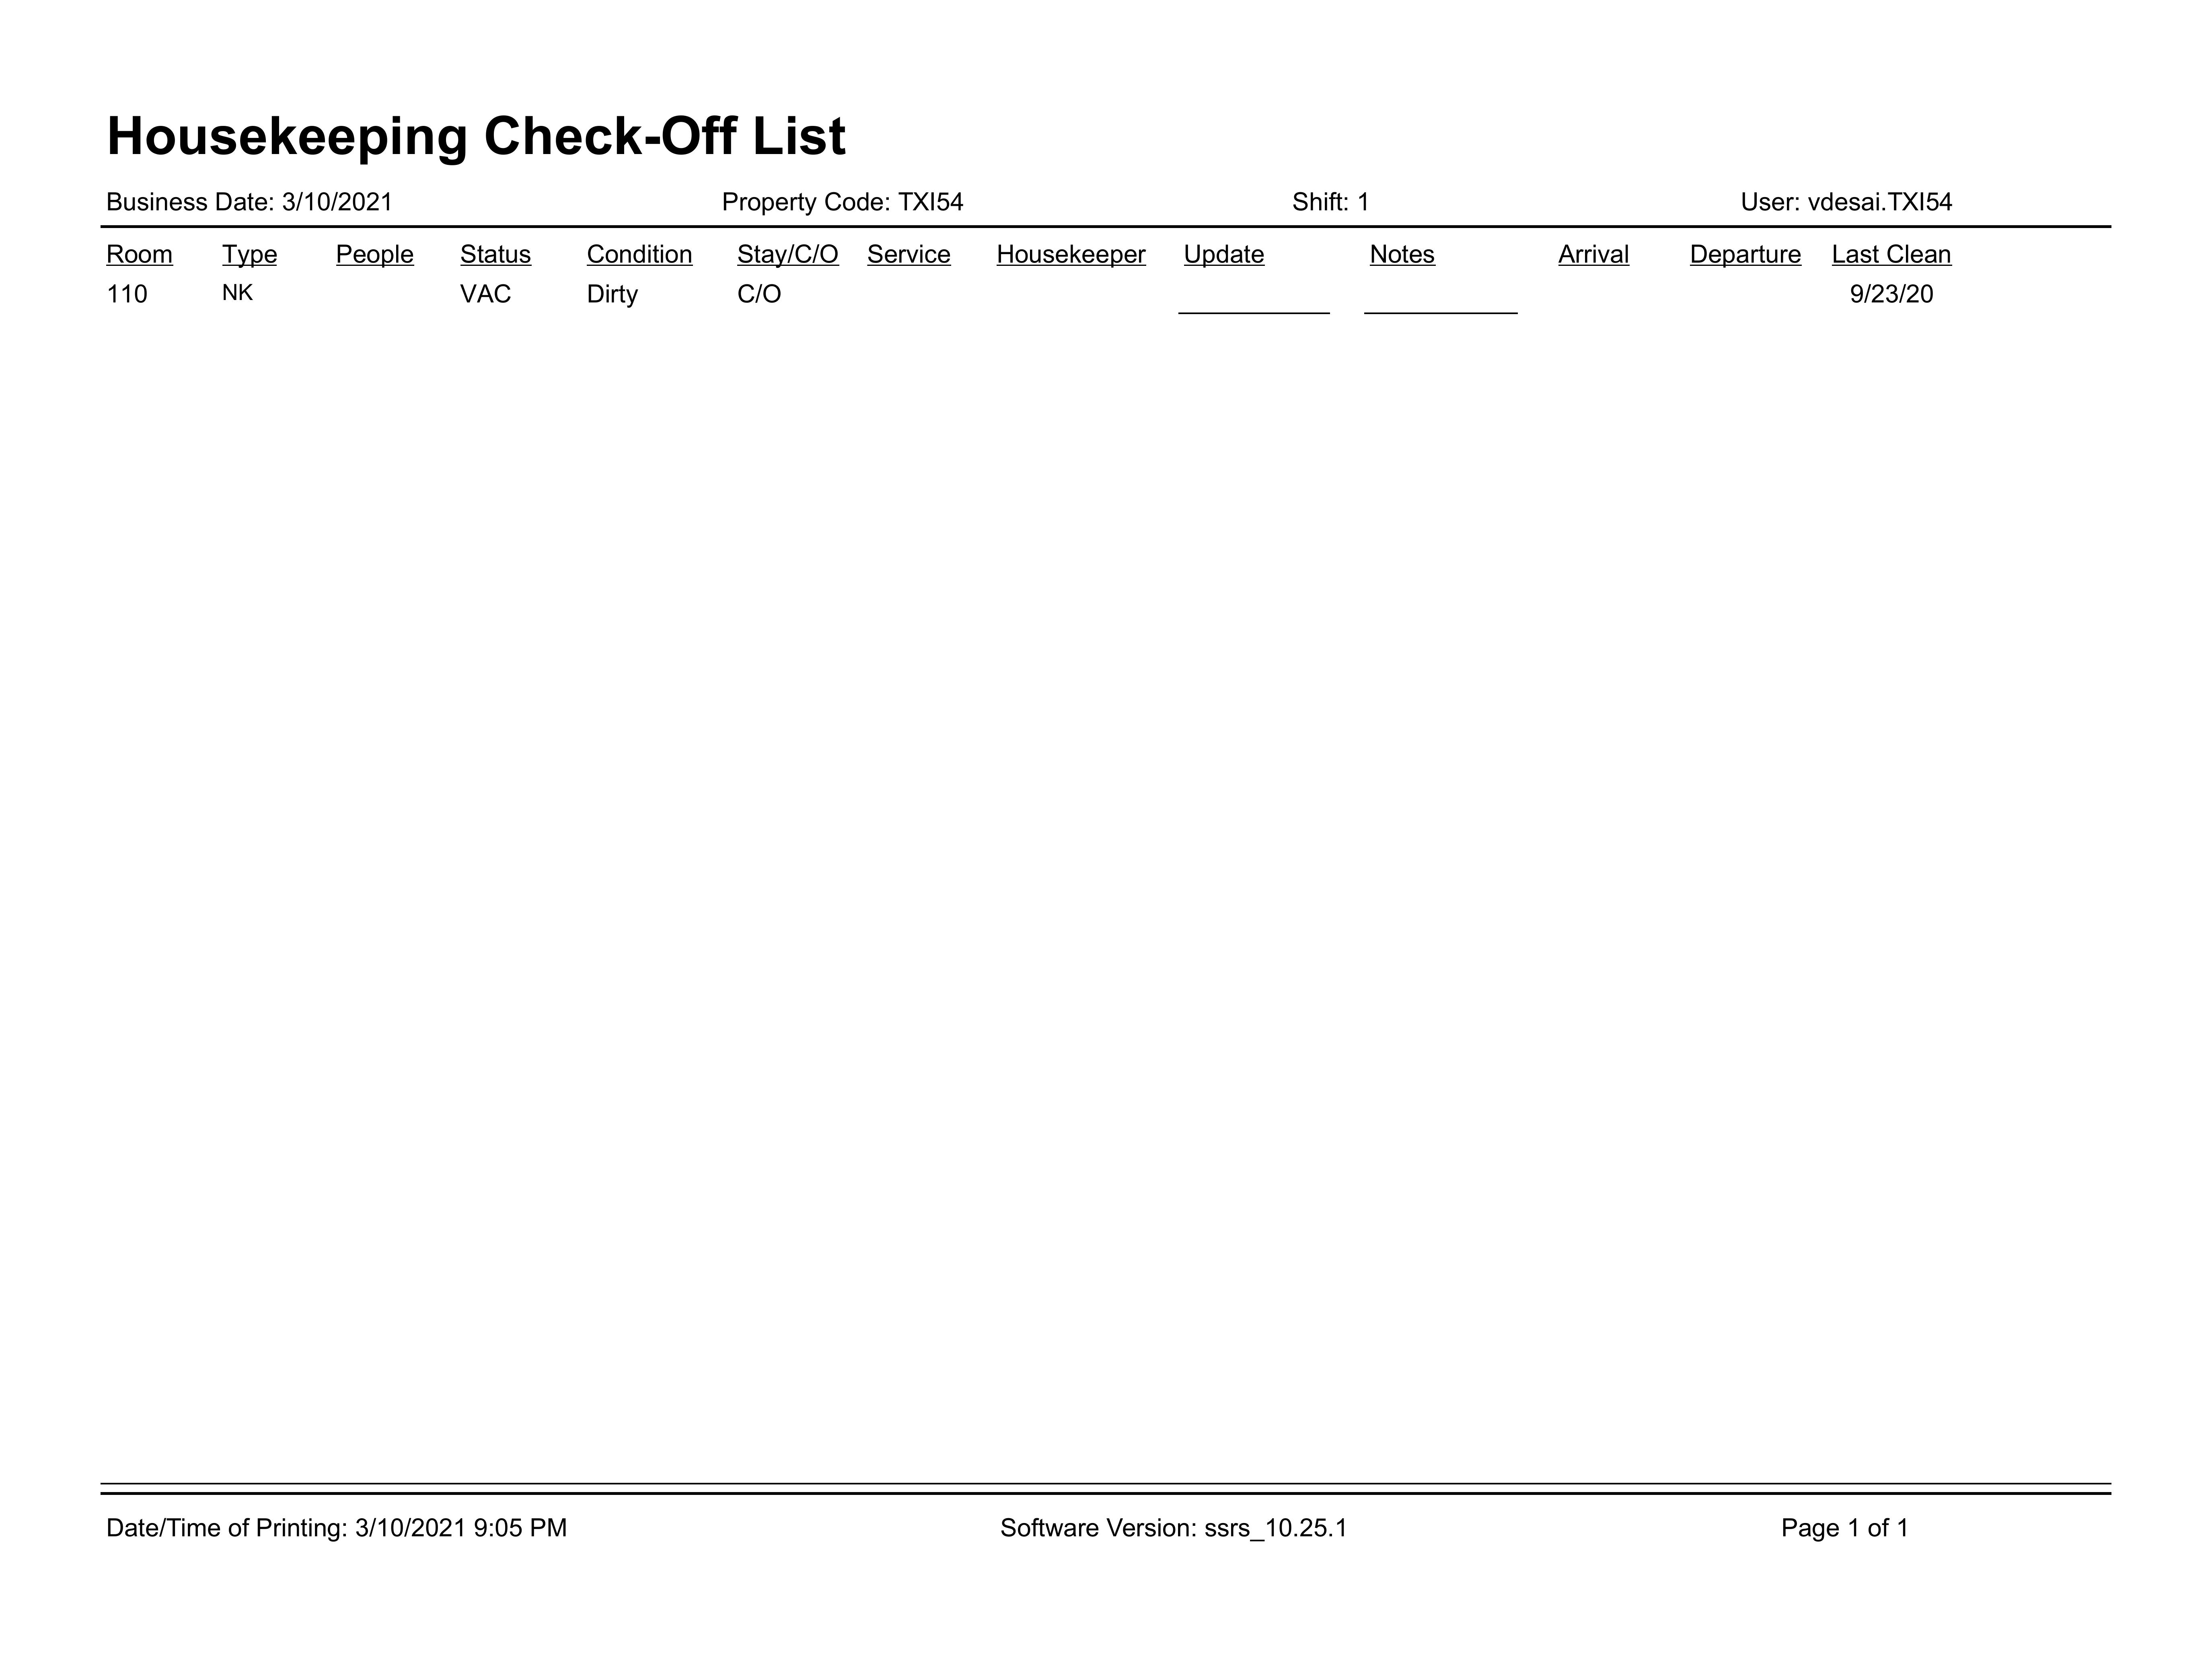 Housekeeping Check-Off List
Business Date: 3/10/2021 Property Code: TXI54 Shift: 1 User: vdesai.TXI54
Room Type People Status Condition Stay/C/O Service Housekeeper Update Notes Arrival Departure Last Clean
110 NK VAC Dirty C/O 9/23/20
Date/Time of Printing: 3/10/2021 9:05 PM Software Version: ssrs_10.25.1 Page 1 of 1